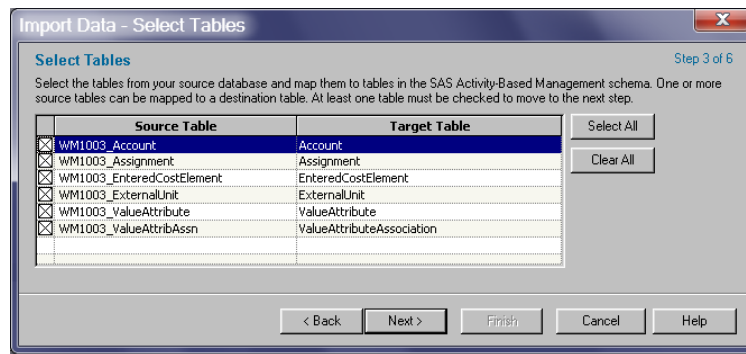 Import Data - Select Tables
Select Tables
Step 3 of 6
Select the tables from your source database and map them to tables in the SAS Activity-Based Management schema. One or more
source tables can be mapped to a destination table. At least one table must be checked to move to the next step.
Source Table Target Table
Select All
WM1003_Account Account
WM1003_Assignment Assignment
Clear All
WM1003_EnteredCostElement EnteredCostElement
WM1003_ExternalUnit ExternalUnit
WM1003_ValueAttribute ValueAttribute
WM1003_ValueAttribAssn ValueAttributeAssociation
< Back Next > Finish Cancel Help